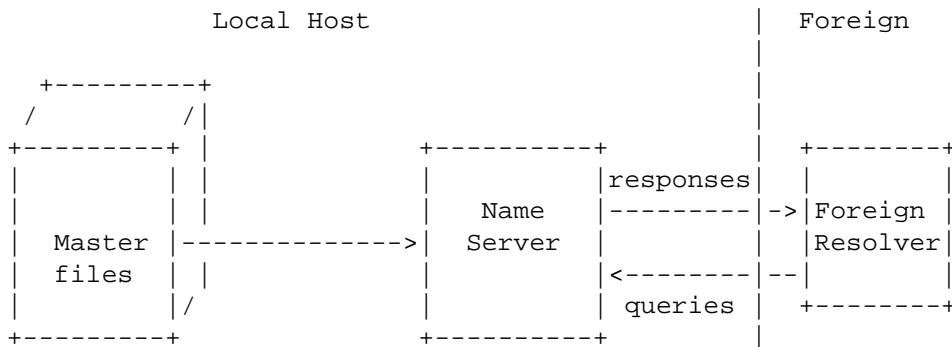 Local Host | Foreign
|
+---------+ |
/ /| |
+---------+ | +----------+ | +--------+
| | | | |responses| | |
| | | | Name |---------|->|Foreign |
| Master |-------------->| Server | | |Resolver|
| files | | | |<--------|--| |
| |/ | | queries | +--------+
+---------+ +----------+ |